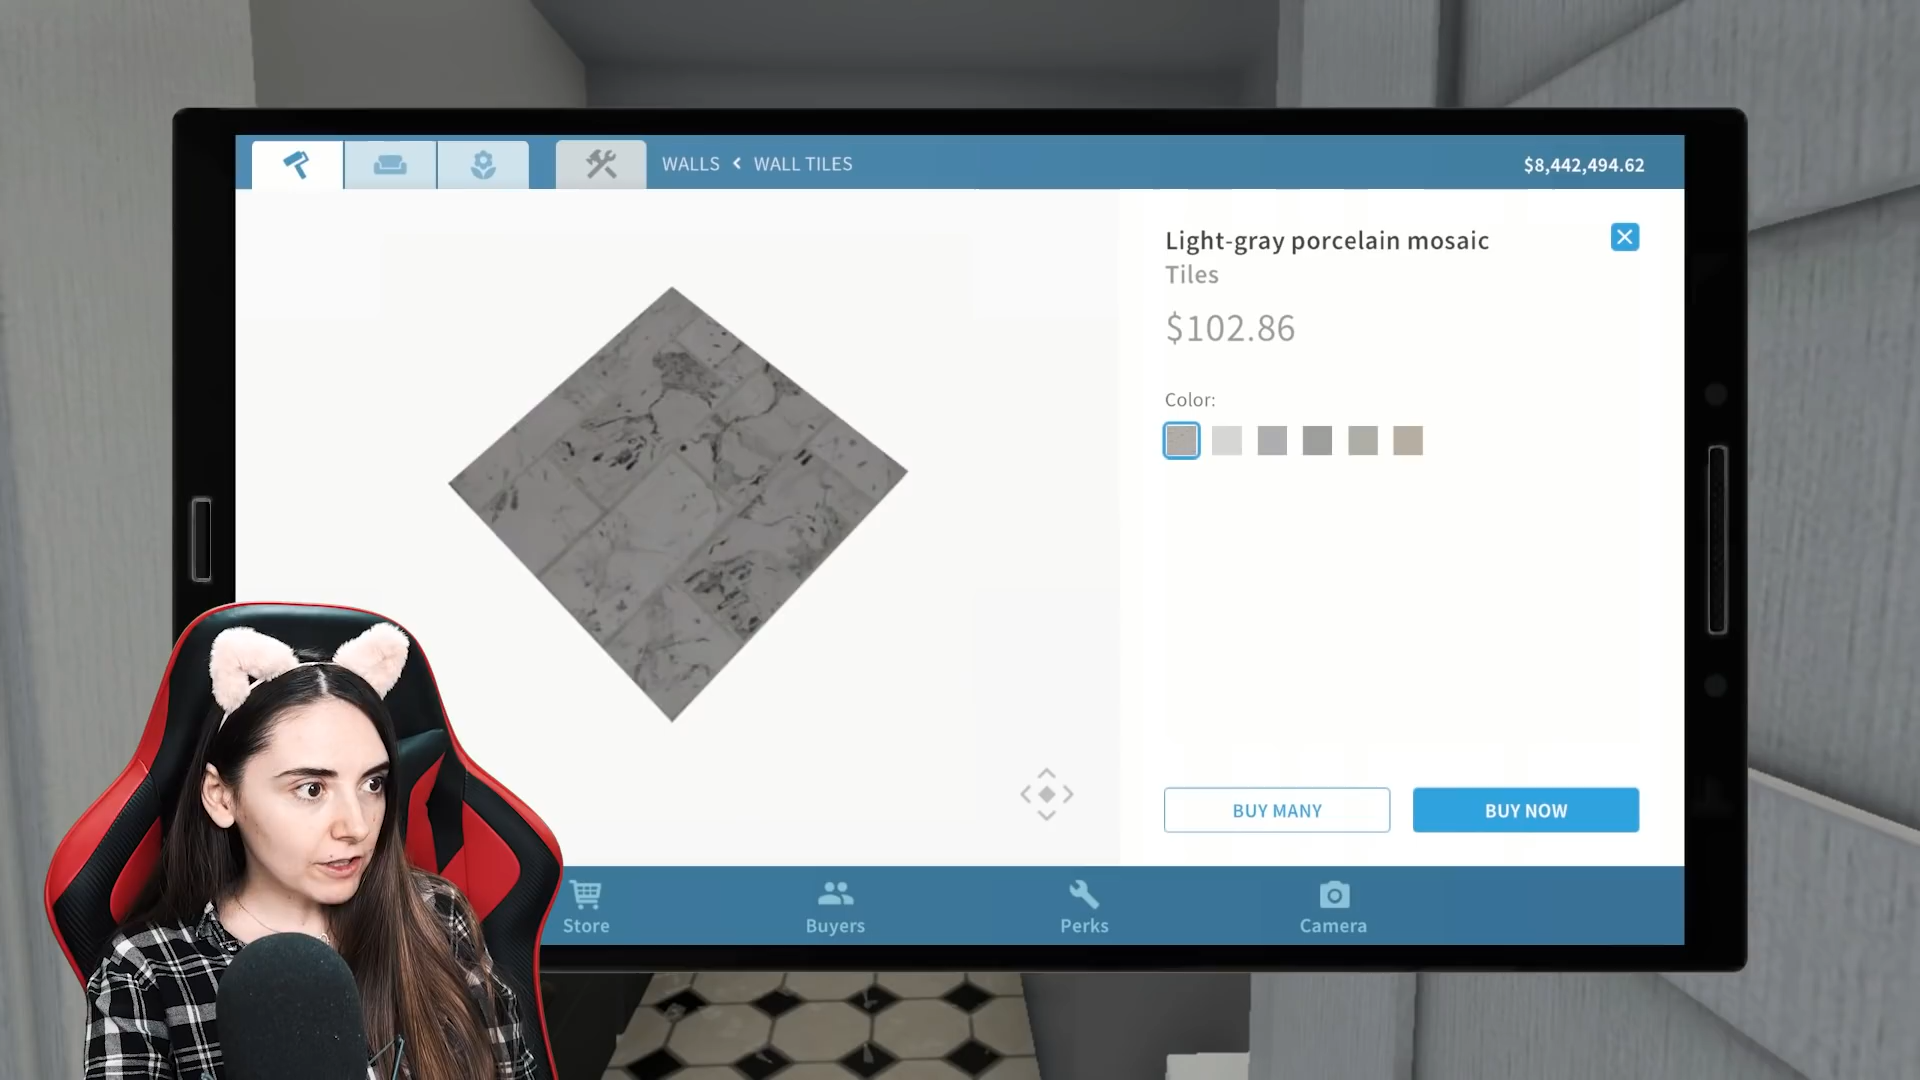 WALLS < WALL TILES
$8,442,494.62
Light-gray porcelain mosaic
Tiles
$102.86
Color:
BUY MANY
BUY NOW
Store
Buyers
Perks
Camera